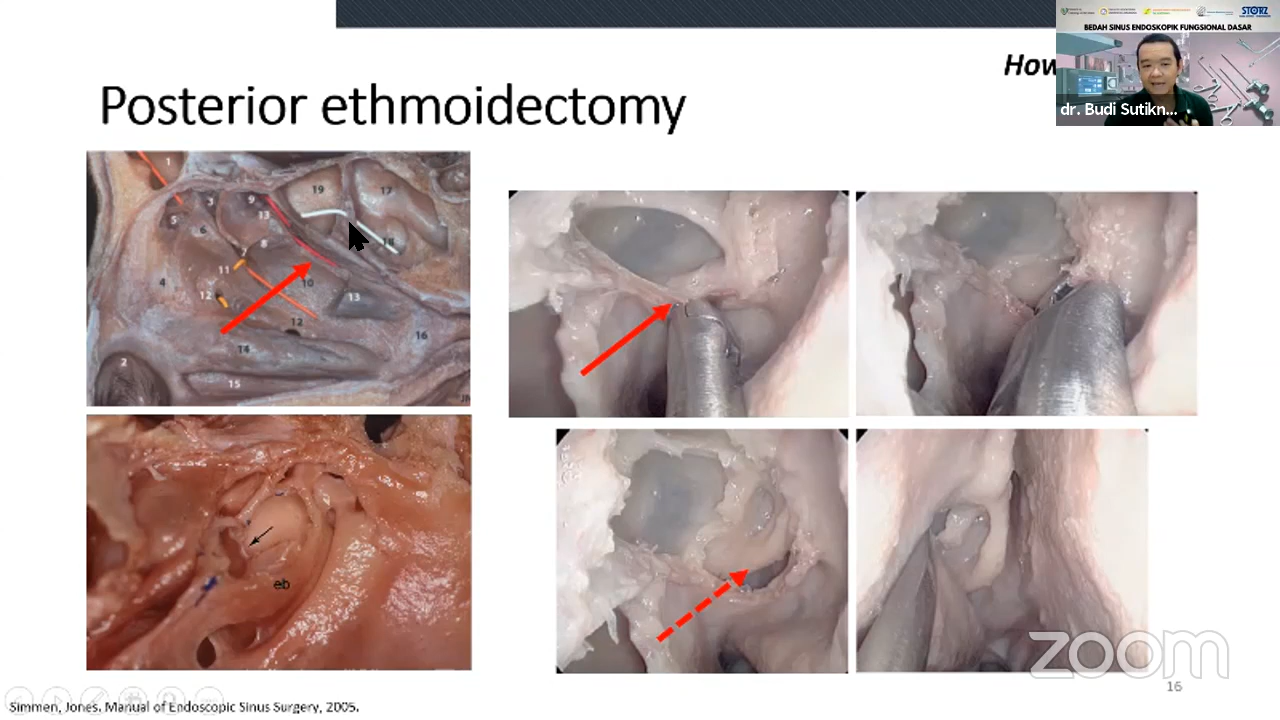 How
Posterior ethmoidectomy
STORZ
BEDAH SINUS ENDOSKOPIK FUNGSIONAL DASAR
dr. Budi Sutikn...
1
19
17
9
3
13
5
6
8
18
7
11
4
10
12
13
12
16
14
2
15
eb
zoom
16
Simmen, Jones. Manual of Endoscopic Sinus Surgery, 2005.